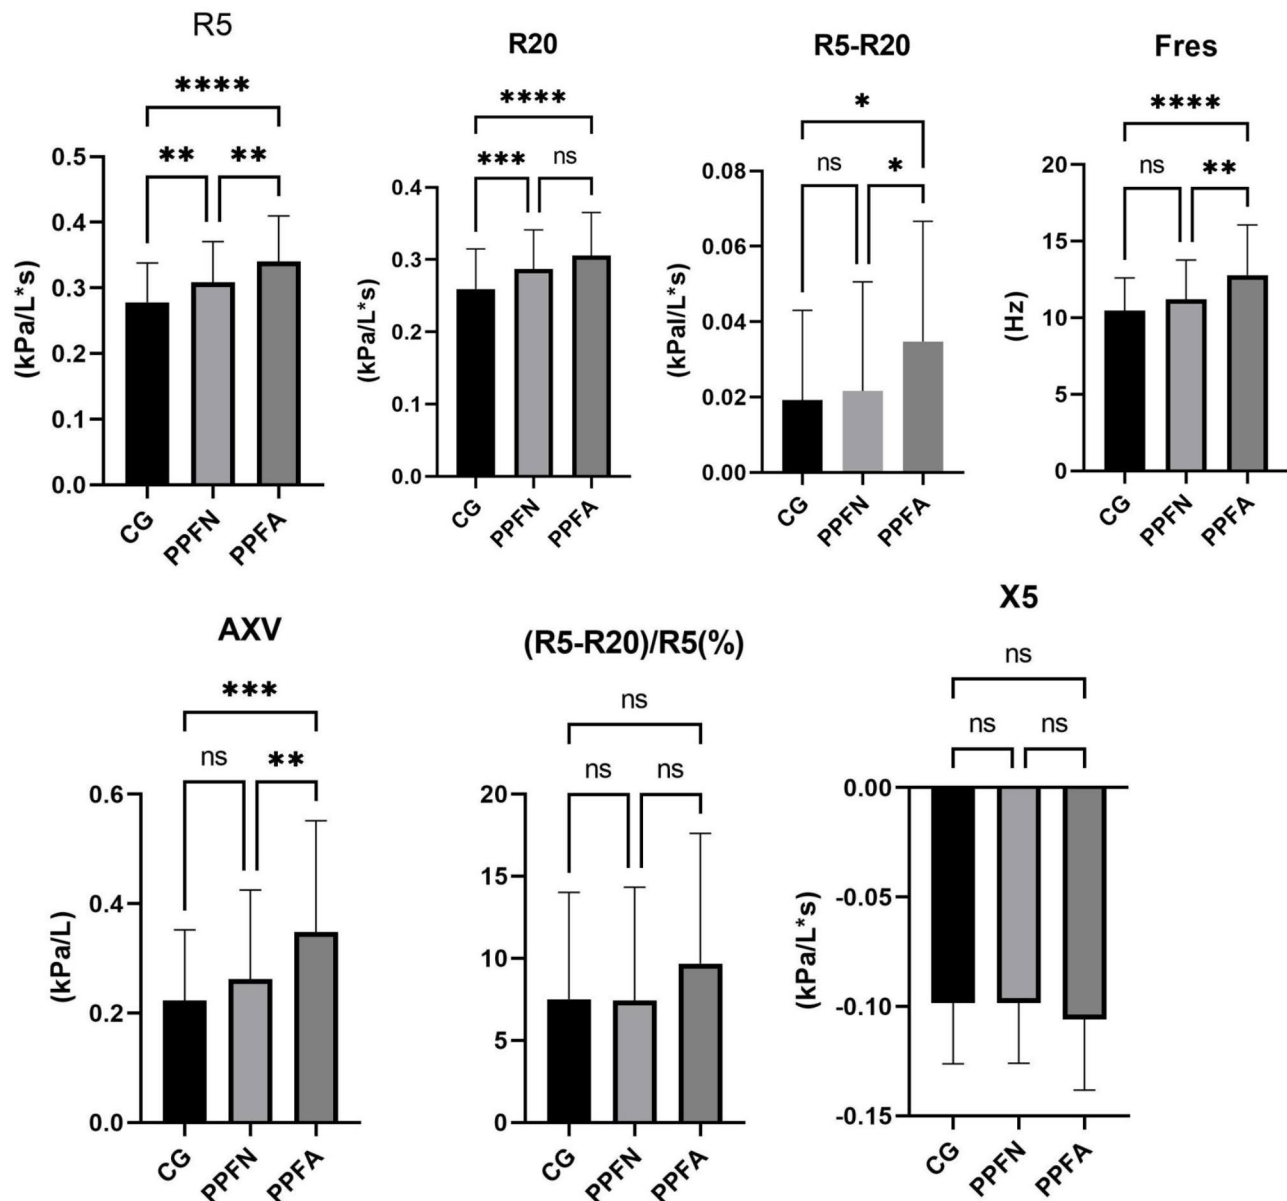 R5
****
** **
0.5
0.4
0.3
0.2
0.1
0.0
(kPa/L*s)
CG PPFN PPFA
R20
****
*** ns
0.4
0.3
0.2
0.1
0.0
(kPa/L*s)
CG PPFN PPFA
R5-R20
*
ns *
0.08
0.06
0.04
0.02
0.00
(kPal/L*s)
CG PPFN PPFA
Fres
****
ns **
20
15
10
5
0
(Hz)
CG PPFN PPFA
AXV
***
ns **
0.6
0.4
0.2
0.0
(kPa/L)
CG PPFN PPFA
(R5-R20)/R5(%)
ns
ns ns
20
15
10
5
0
CG PPFN PPFA
X5
ns
ns ns
0.00
-0.05
-0.10
-0.15
(kPa/L*s)
CG PPFN PPFA